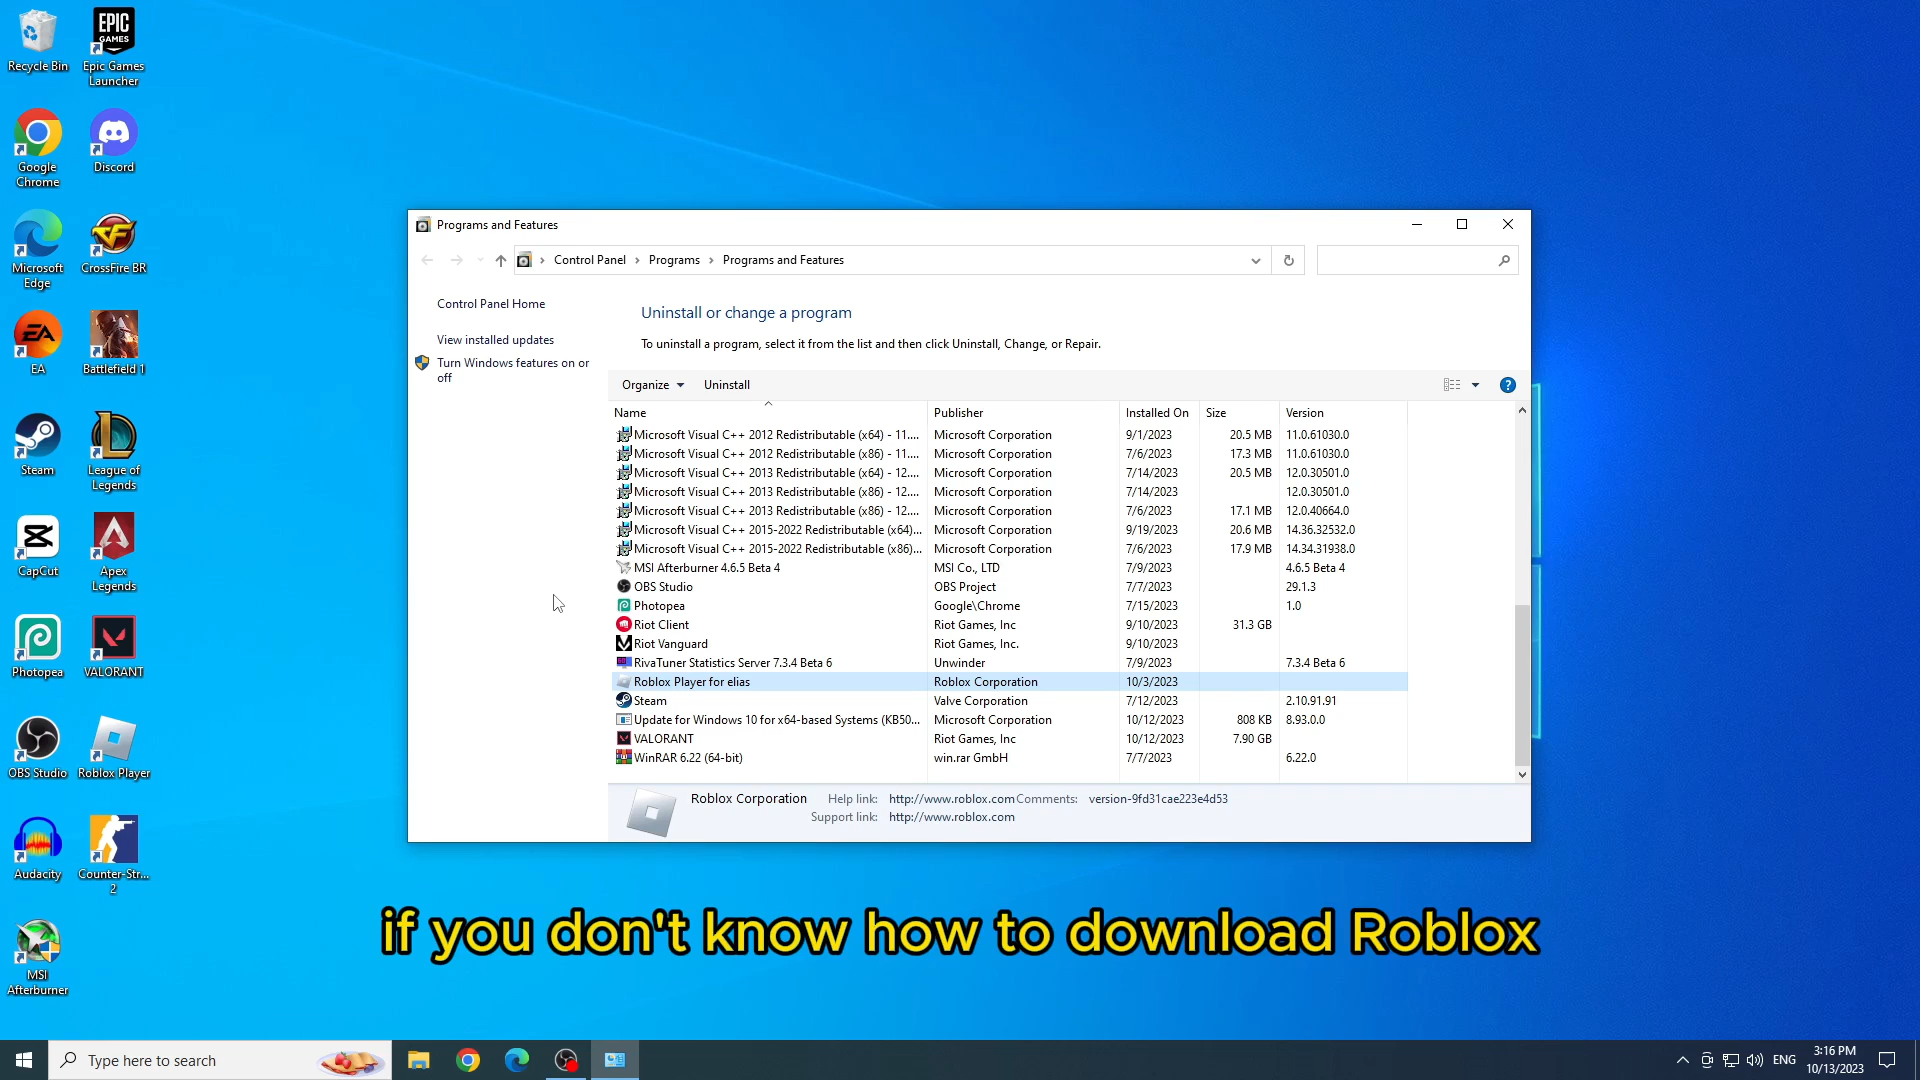 Recycle Bin
EPIC
GAMES
Epic Games
Launcher
Google
Chrome
Discord
Microsoft
Edge
CrossFire BR
EA
EA
Battlefield 1
Steam
League of
Legends
CapCut
Apex
Legends
Photopea
VALORANT
OBS Studio
Roblox Player
Audacity
Counter-Str...
2
MSI
Afterburner
Programs and Features
Control Panel > Programs > Programs and Features
Control Panel Home
View installed updates
Turn Windows features on or
off
Uninstall or change a program
To uninstall a program, select it from the list and then click Uninstall, Change, or Repair.
Organize Uninstall
Name Publisher Installed On Size Version
Microsoft Visual C++ 2012 Redistributable (x64) - 11.... Microsoft Corporation 9/1/2023 20.5 MB 11.0.61030.0
Microsoft Visual C++ 2012 Redistributable (x86) - 11.... Microsoft Corporation 7/6/2023 17.3 MB 11.0.61030.0
Microsoft Visual C++ 2013 Redistributable (x64) - 12.... Microsoft Corporation 7/14/2023 20.5 MB 12.0.30501.0
Microsoft Visual C++ 2013 Redistributable (x86) - 12.... Microsoft Corporation 7/14/2023 12.0.30501.0
Microsoft Visual C++ 2013 Redistributable (x86) - 12.... Microsoft Corporation 7/6/2023 17.1 MB 12.0.40664.0
Microsoft Visual C++ 2015-2022 Redistributable (x64)... Microsoft Corporation 9/19/2023 20.6 MB 14.36.32532.0
Microsoft Visual C++ 2015-2022 Redistributable (x86)... Microsoft Corporation 7/6/2023 17.9 MB 14.34.31938.0
MSI Afterburner 4.6.5 Beta 4 MSI Co., LTD 7/9/2023 4.6.5 Beta 4
OBS Studio OBS Project 7/7/2023 29.1.3
Photopea Google\Chrome 7/15/2023 1.0
Riot Client Riot Games, Inc 9/10/2023 31.3 GB
Riot Vanguard Riot Games, Inc. 9/10/2023
RivaTuner Statistics Server 7.3.4 Beta 6 Unwinder 7/9/2023 7.3.4 Beta 6
Roblox Player for elias Roblox Corporation 10/3/2023
Steam Valve Corporation 7/12/2023 2.10.91.91
Update for Windows 10 for x64-based Systems (KB50... Microsoft Corporation 10/12/2023 808 KB 8.93.0.0
VALORANT Riot Games, Inc 10/12/2023 7.90 GB
WinRAR 6.22 (64-bit) win.rar GmbH 7/7/2023 6.22.0
Roblox Corporation Help link: http://www.roblox.com Comments: version-9fd31cae223e4d53
Support link: http://www.roblox.com
if you don't know how to download Roblox
Type here to search
ENG
3:16 PM
10/13/2023